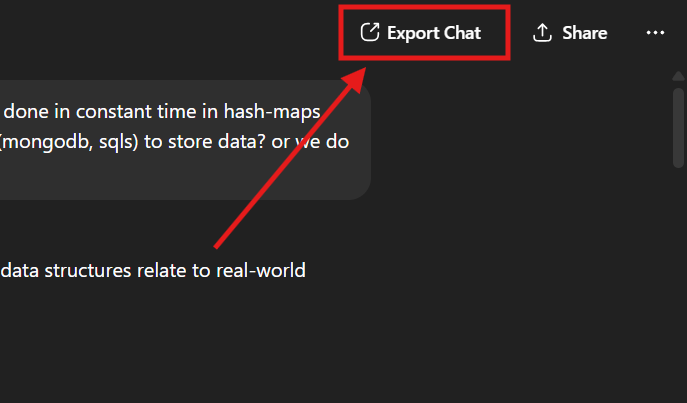 Export Chat Share
done in constant time in hash-maps
(mongodb, sqls) to store data? or we do
data structures relate to real-world